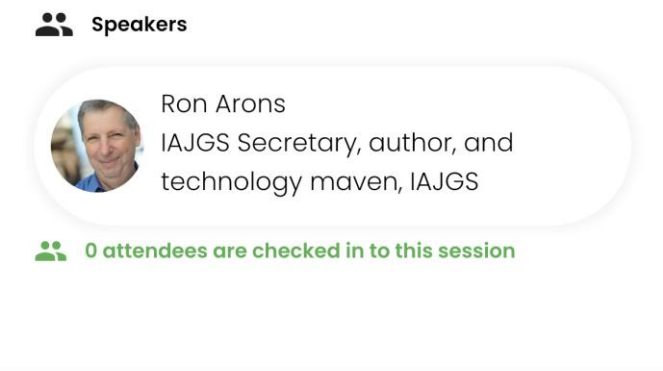 Speakers
Ron Arons
IAJGS Secretary, author, and
technology maven, IAJGS
0 attendees are checked in to this session